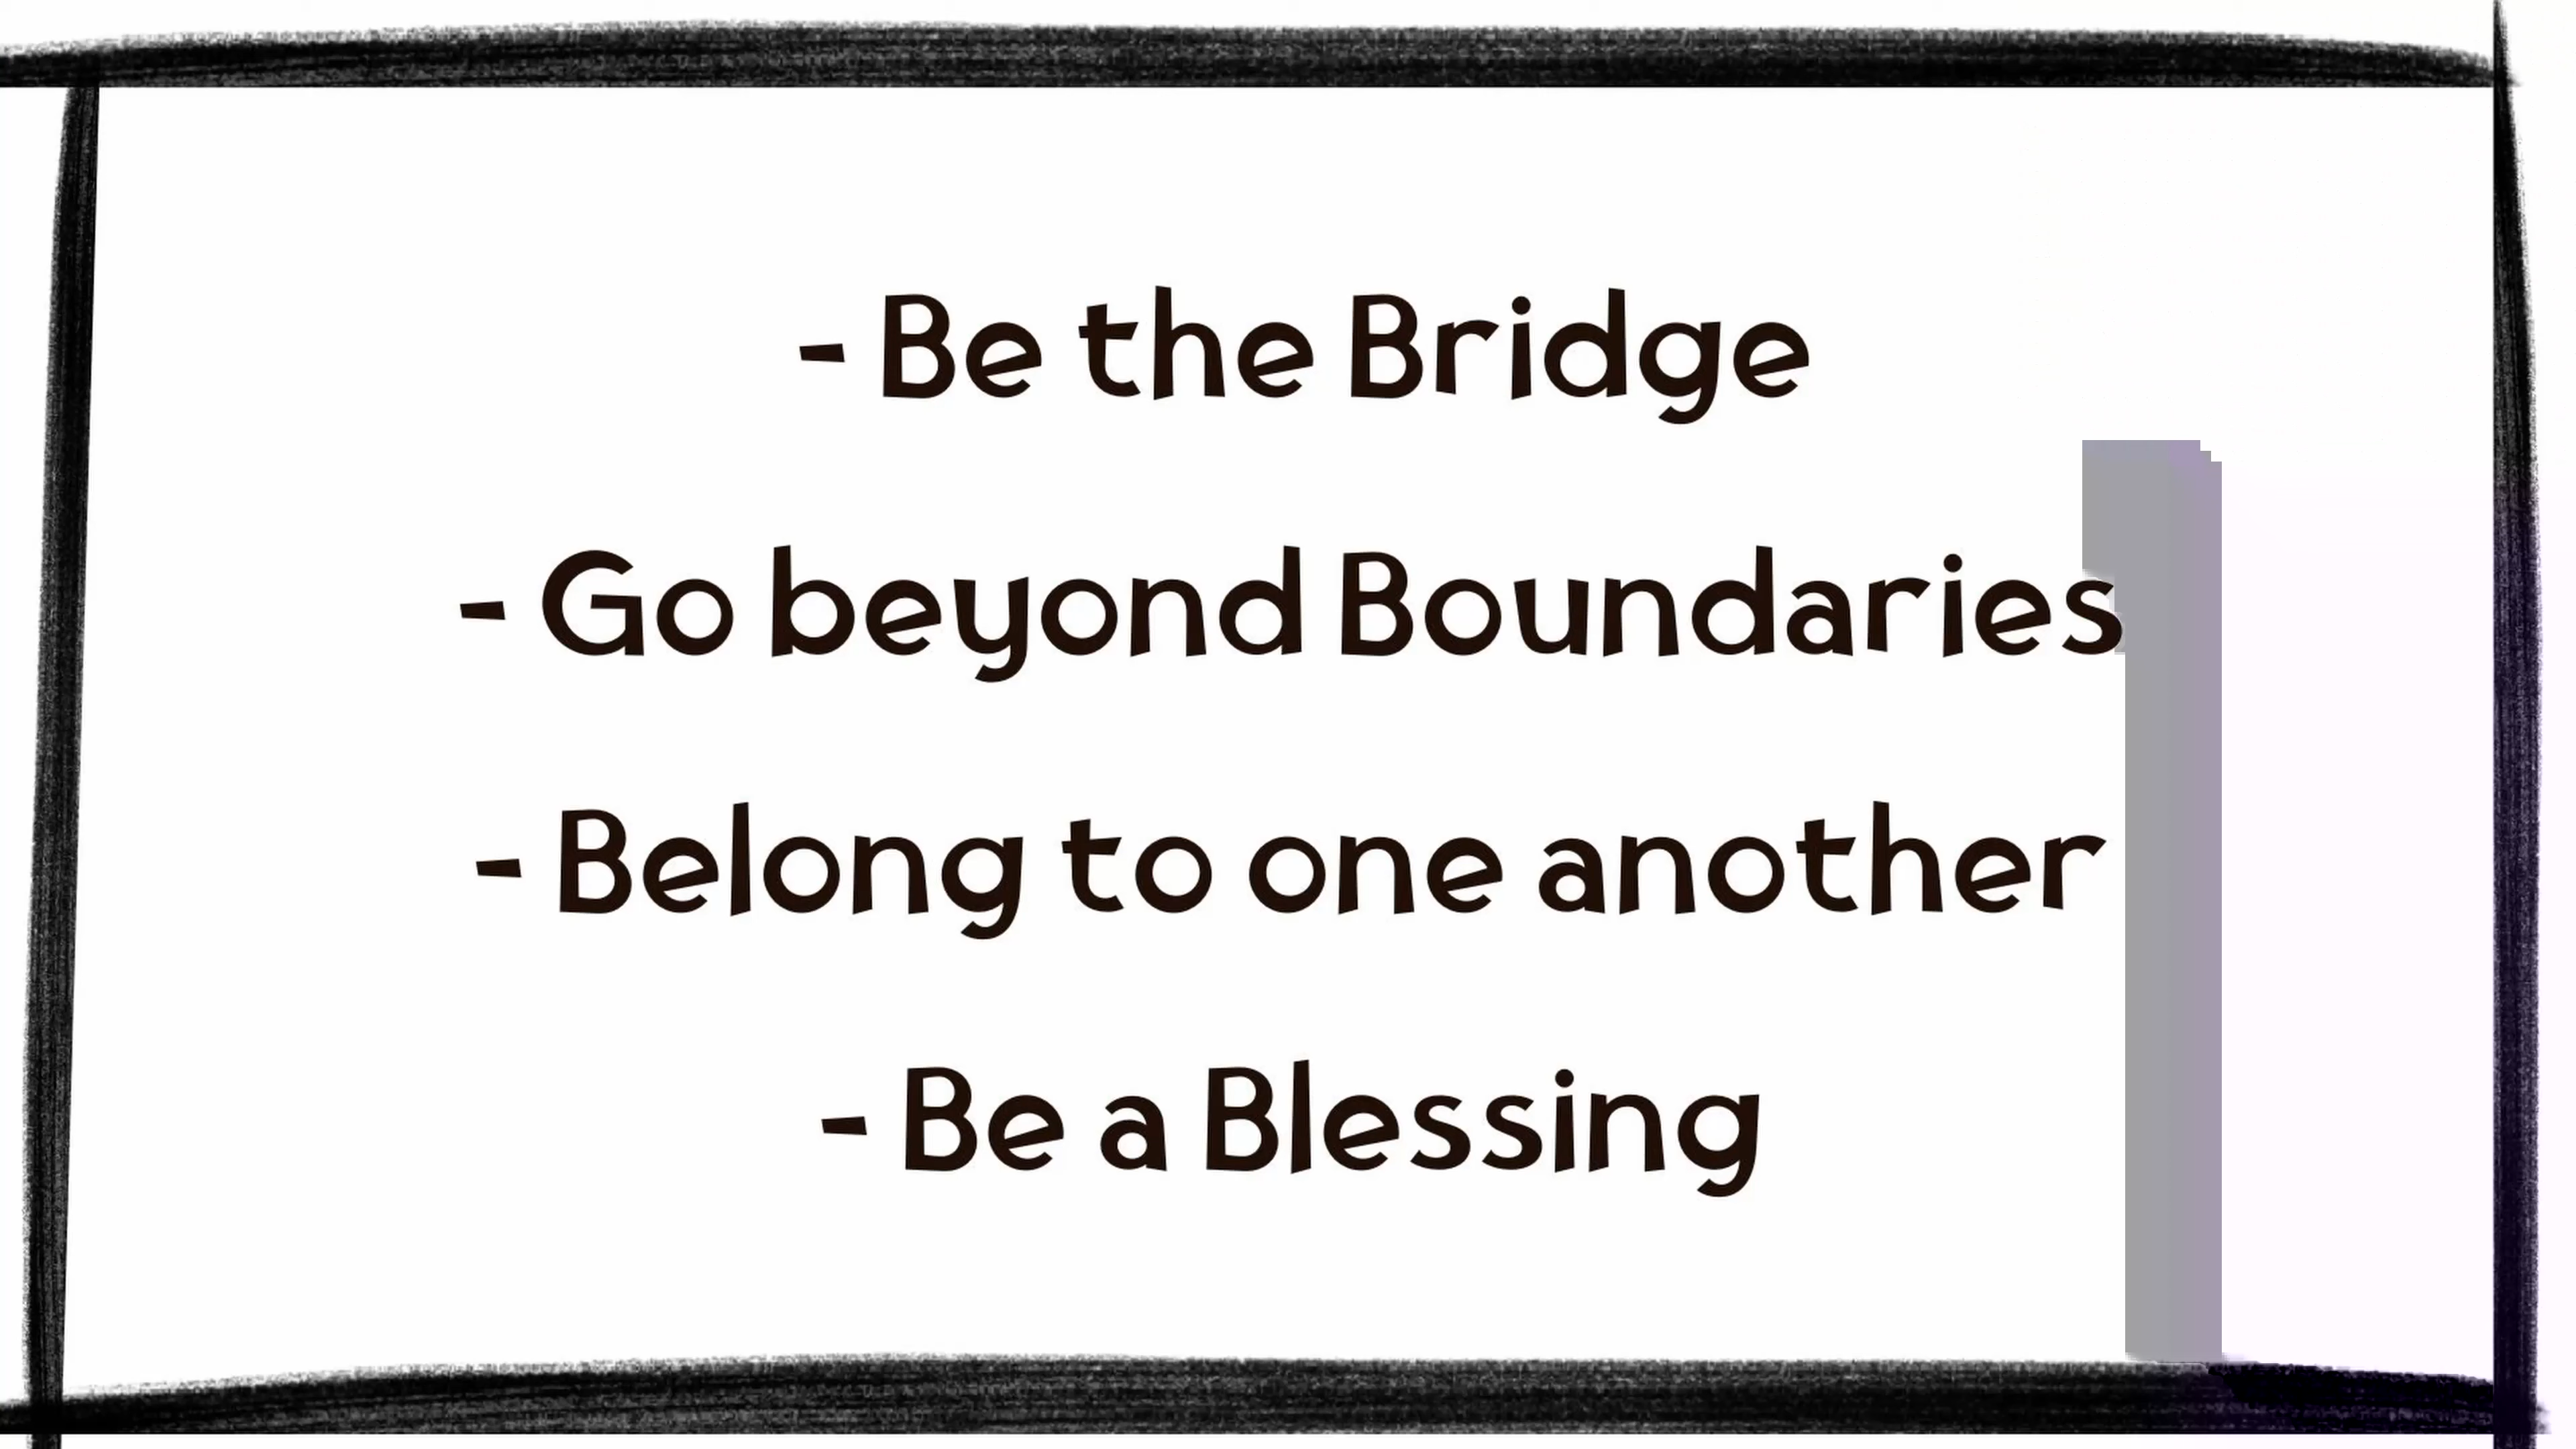 - Be the Bridge
- Go beyond Boundaries
- Belong to one another
- Be a Blessing